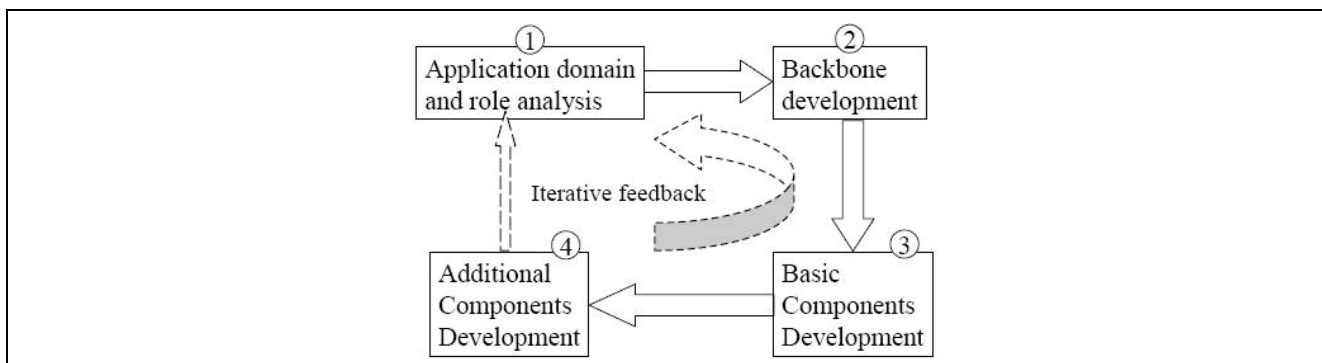 1
Application domain
and role analysis
2
Backbone
development
Iterative feedback
4
Additional
Components
Development
3
Basic
Components
Development